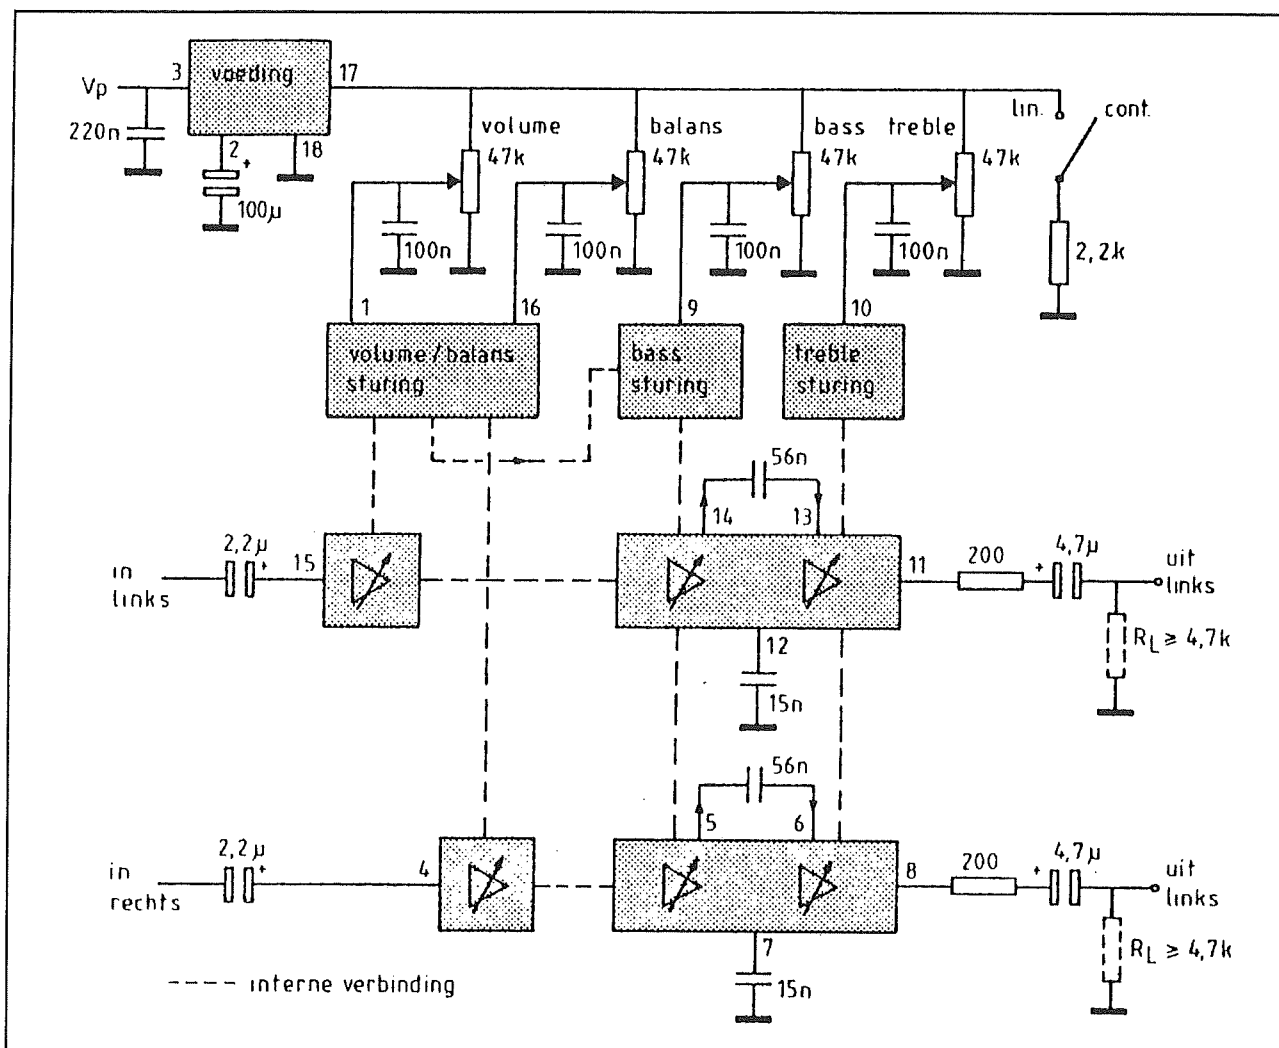 Vp
3
voeding
17
220n
2
+
18
100µ
volume
47k
balans
47k
bass
47k
treble
47k
lin.
cont.
100n
100n
100n
100n
2,2k
1
16
9
10
volume/balans
sturing
bass
sturing
treble
sturing
56n
14
13
in
links
2,2µ
+
15
11
200
+
4,7µ
uit
links
12
15n
RL ≥ 4,7k
56n
5
6
in
rechts
2,2µ
+
4
8
200
+
4,7µ
uit
links
7
15n
RL ≥ 4,7k
---- interne verbinding